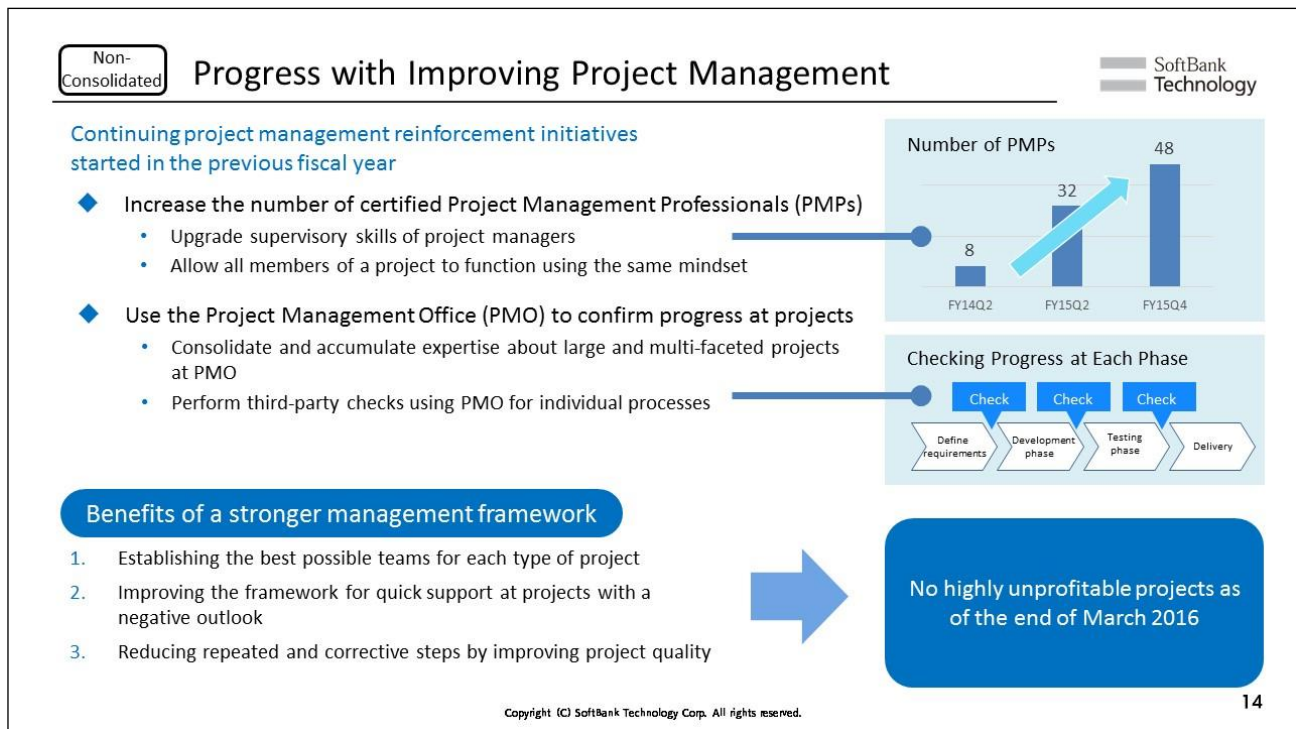 Non-
Consolidated
Progress with Improving Project Management
SoftBank
Technology
Continuing project management reinforcement initiatives
started in the previous fiscal year
Increase the number of certified Project Management Professionals (PMPs)
• Upgrade supervisory skills of project managers
• Allow all members of a project to function using the same mindset
Use the Project Management Office (PMO) to confirm progress at projects
• Consolidate and accumulate expertise about large and multi-faceted projects
at PMO
• Perform third-party checks using PMO for individual processes
Number of PMPs
48
32
8
FY14Q2 FY15Q2 FY15Q4
Checking Progress at Each Phase
Check Check Check
Define
requirements
Development
phase
Testing
phase
Delivery
Benefits of a stronger management framework
1. Establishing the best possible teams for each type of project
2. Improving the framework for quick support at projects with a
negative outlook
3. Reducing repeated and corrective steps by improving project quality
No highly unprofitable projects as
of the end of March 2016
Copyright (C) SoftBank Technology Corp. All rights reserved.
14